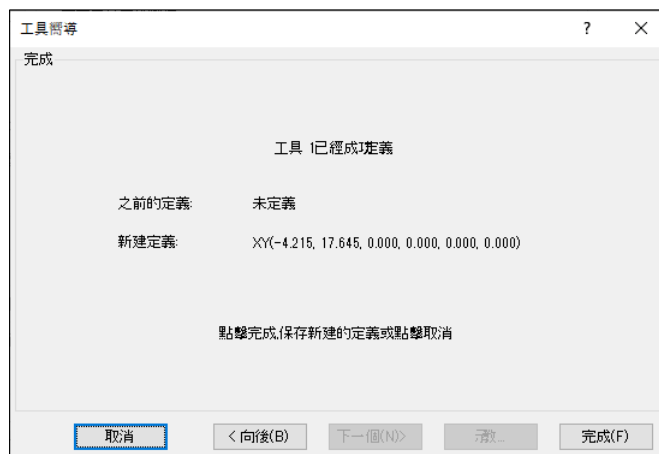 工具嚮導 ?
完成
工具 1已經成功定義
之前的定義: 未定義
新建定義: XY(-4.215, 17.645, 0.000, 0.000, 0.000, 0.000)
點擊完成,保存新建的定義或點擊取消
取消 < 向後(B) 下一個(N)> 示教... 完成(F)